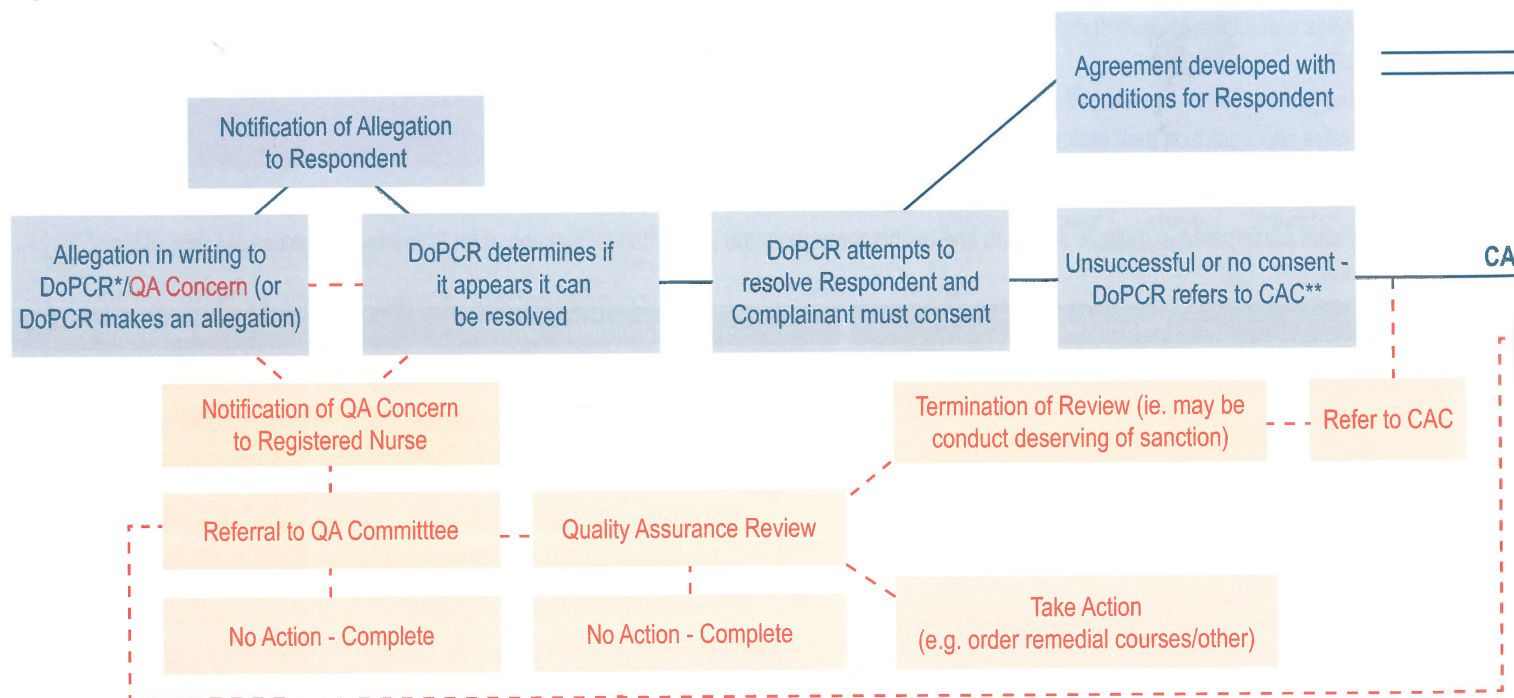 Agreement developed with
conditions for Respondent
Notification of Allegation
to Respondent
Allegation in writing to
DoPCR*/QA Concern (or
DoPCR makes an allegation)
DoPCR determines if
it appears it can
be resolved
DoPCR attempts to
resolve Respondent and
Complainant must consent
Unsuccessful or no consent -
DoPCR refers to CAC**
CA
Notification of QA Concern
to Registered Nurse
Termination of Review (ie. may be
conduct deserving of sanction)
Refer to CAC
Referral to QA Committtee
Quality Assurance Review
No Action - Complete
No Action - Complete
Take Action
(e.g. order remedial courses/other)